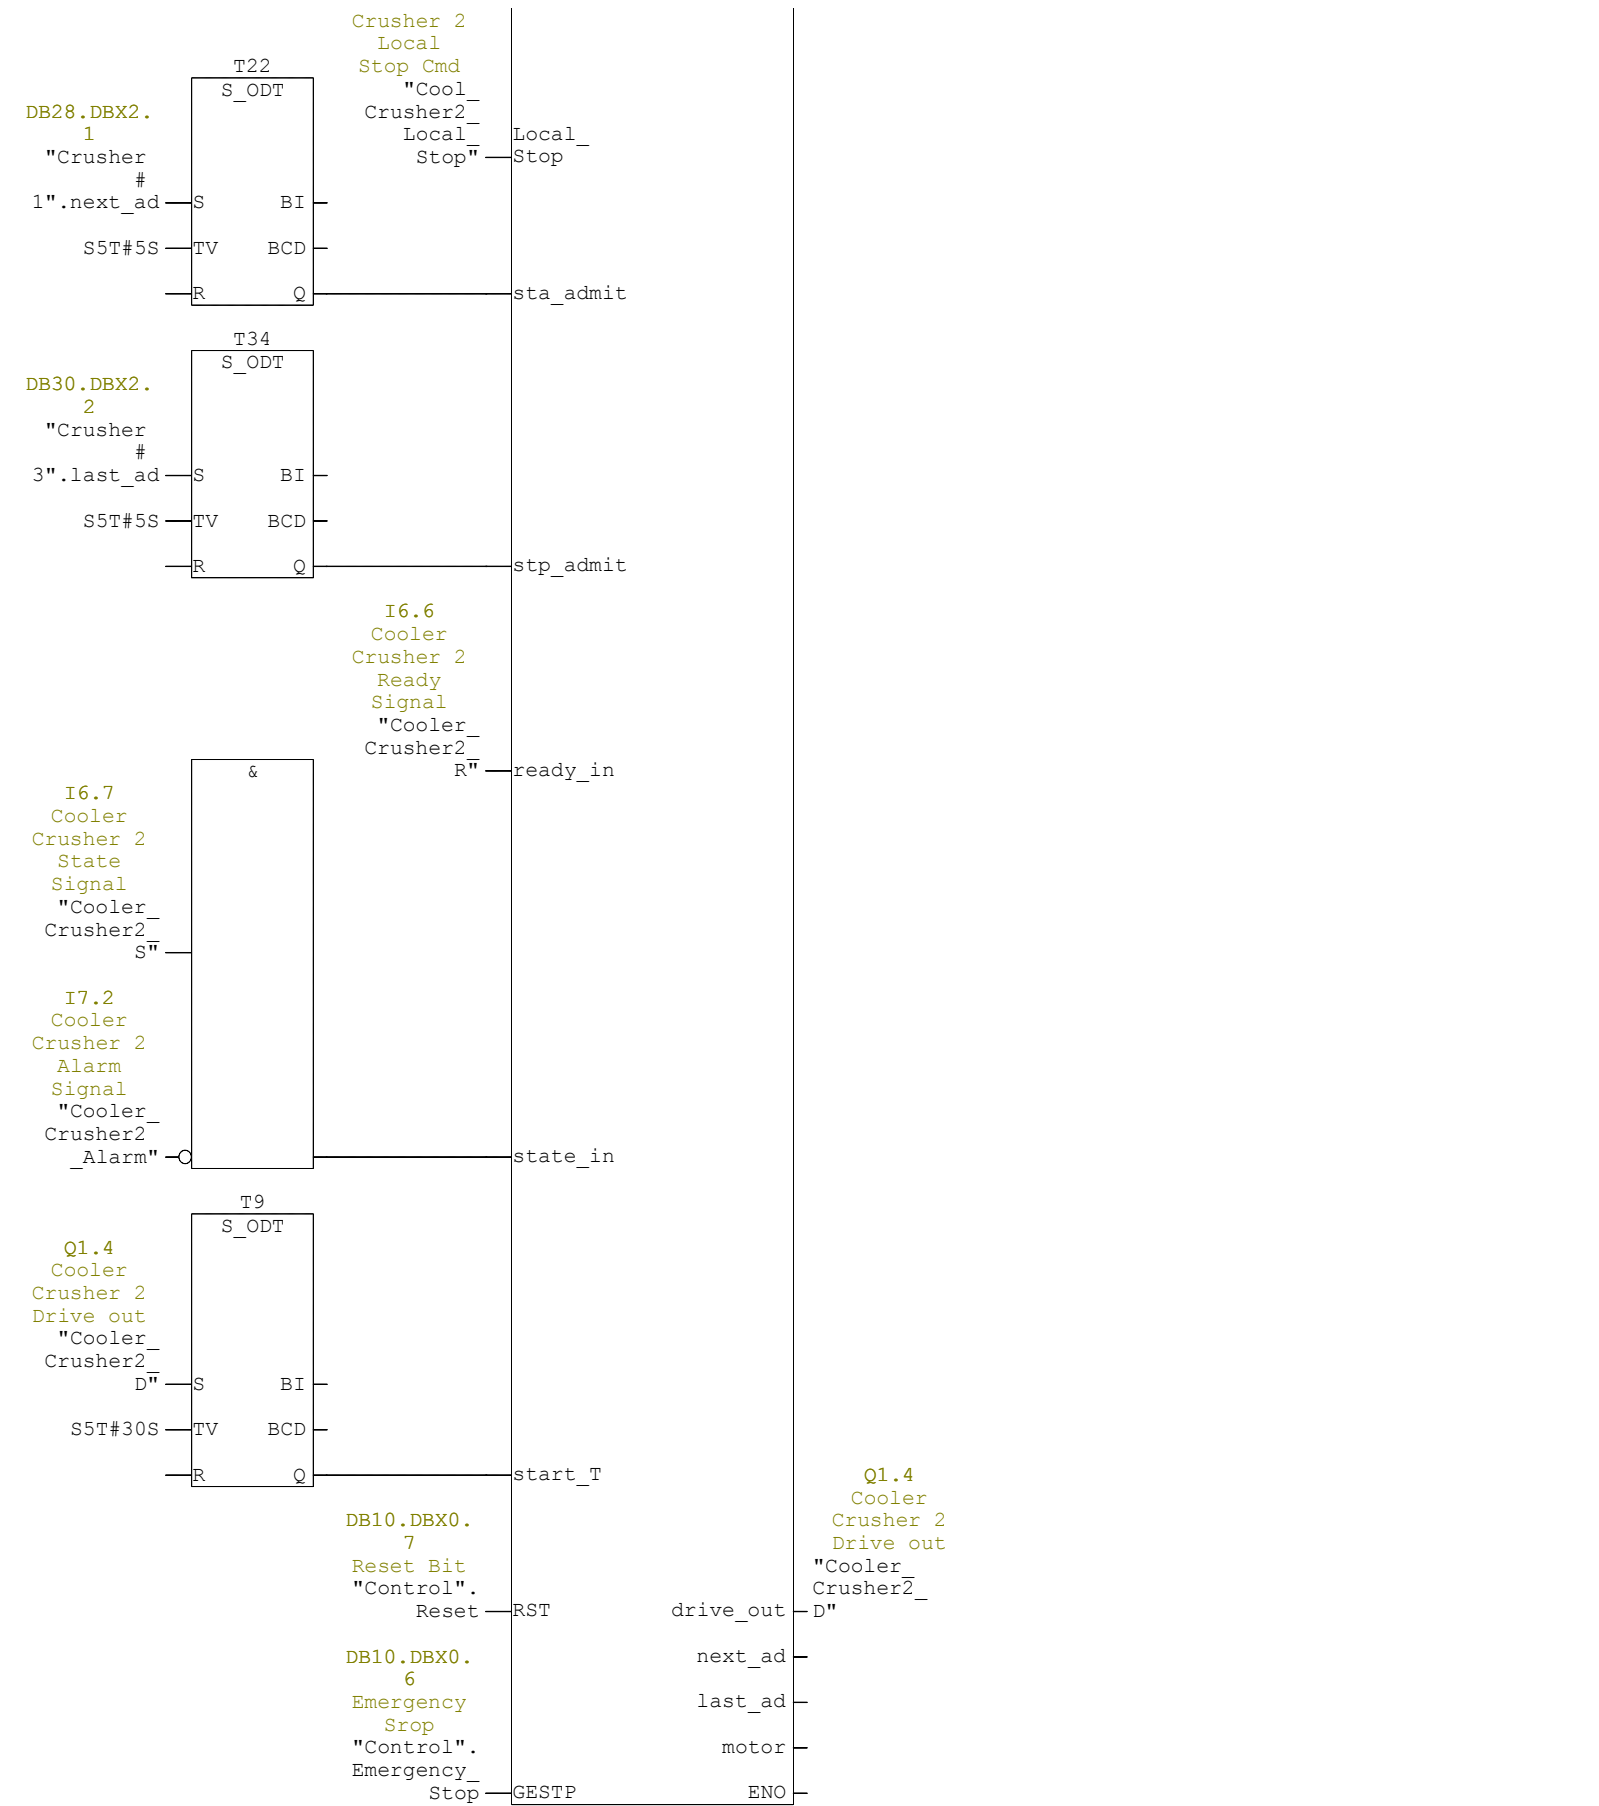 Crusher 2
Local
Stop Cmd
"Cool_
Crusher2_
Local_
Stop"
Local_
Stop
T22
S_ODT
DB28.DBX2.
1
"Crusher
#
1".next_ad
S
BI
S5T#5S
TV
BCD
R
Q
sta_admit
T34
S_ODT
DB30.DBX2.
2
"Crusher
#
3".last_ad
S
BI
S5T#5S
TV
BCD
R
Q
stp_admit
I6.6
Cooler
Crusher 2
Ready
Signal
"Cooler_
Crusher2_
R"
ready_in
&
I6.7
Cooler
Crusher 2
State
Signal
"Cooler_
Crusher2_
S"
I7.2
Cooler
Crusher 2
Alarm
Signal
"Cooler_
Crusher2
_Alarm"
state_in
T9
S_ODT
Q1.4
Cooler
Crusher 2
Drive out
"Cooler_
Crusher2_
D"
S
BI
S5T#30S
TV
BCD
R
Q
start_T
DB10.DBX0.
7
Reset Bit
"Control".
Reset
RST
Q1.4
Cooler
Crusher 2
Drive out
"Cooler_
Crusher2_
D"
drive_out
DB10.DBX0.
6
Emergency
Srop
"Control".
Emergency_
Stop
GESTP
next_ad
last_ad
motor
ENO